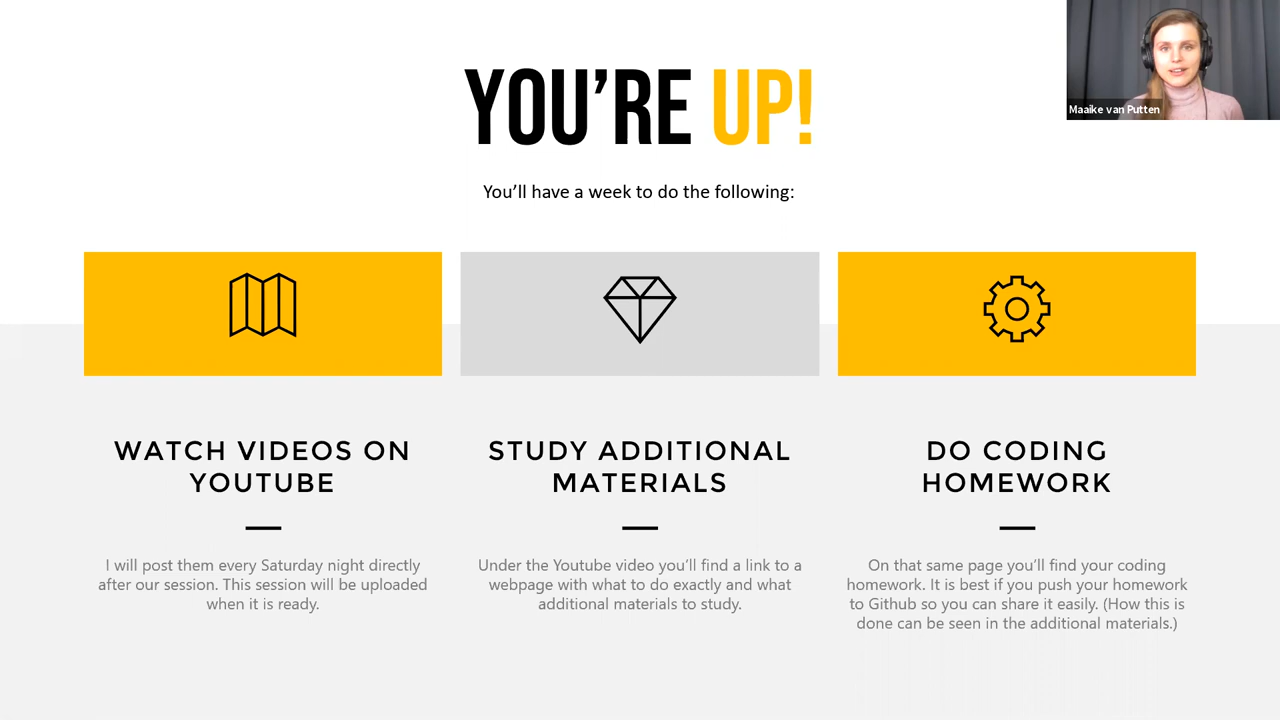 YOU'RE UP!
Maaike van Putten
You'll have a week to do the following:
WATCH VIDEOS ON
YOUTUBE
I will post them every Saturday night directly
after our session. This session will be uploaded
when it is ready.
STUDY ADDITIONAL
MATERIALS
Under the Youtube video you'll find a link to a
webpage with what to do exactly and what
additional materials to study.
DO CODING
HOMEWORK
On that same page you'll find your coding
homework. It is best if you push your homework
to Github so you can share it easily. (How this is
done can be seen in the additional materials.)